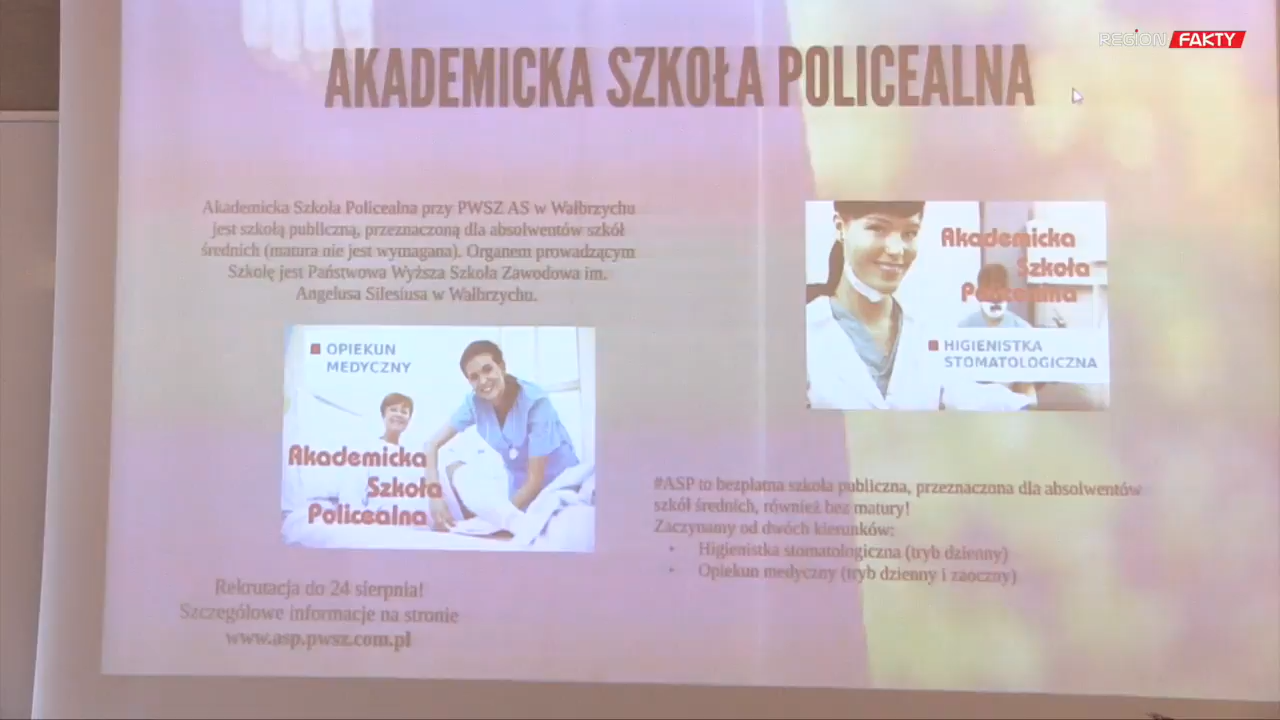 REGION FAKTY
AKADEMICKA SZKOŁA POLICEALNA
Akademicka Szkoła Policealna przy PWSZ AS w Wałbrzychu
jest szkołą publiczną, przeznaczoną dla absolwentów szkół
średnich (matura nie jest wymagana). Organem prowadzącym
Szkołę jest Państwowa Wyższa Szkoła Zawodowa im.
Angelusa Silesiusa w Wałbrzychu.
OPIEKUN
MEDYCZNY
Akademicka
Szkoła
Policealna
Rekrutacja do 24 sierpnia!
Szczegółowe informacje na stronie
www.asp.pwsz.com.pl
Akademicka
Szkoła
Policealna
HIGIENISTKA
STOMATOLOGICZNA
#ASP to bezpłatna szkoła publiczna, przeznaczona dla absolwentów
szkół średnich, również bez matury!
Zaczynamy od dwóch kierunków:
• Higienistka stomatologiczna (tryb dzienny)
• Opiekun medyczny (tryb dzienny i zaoczny)